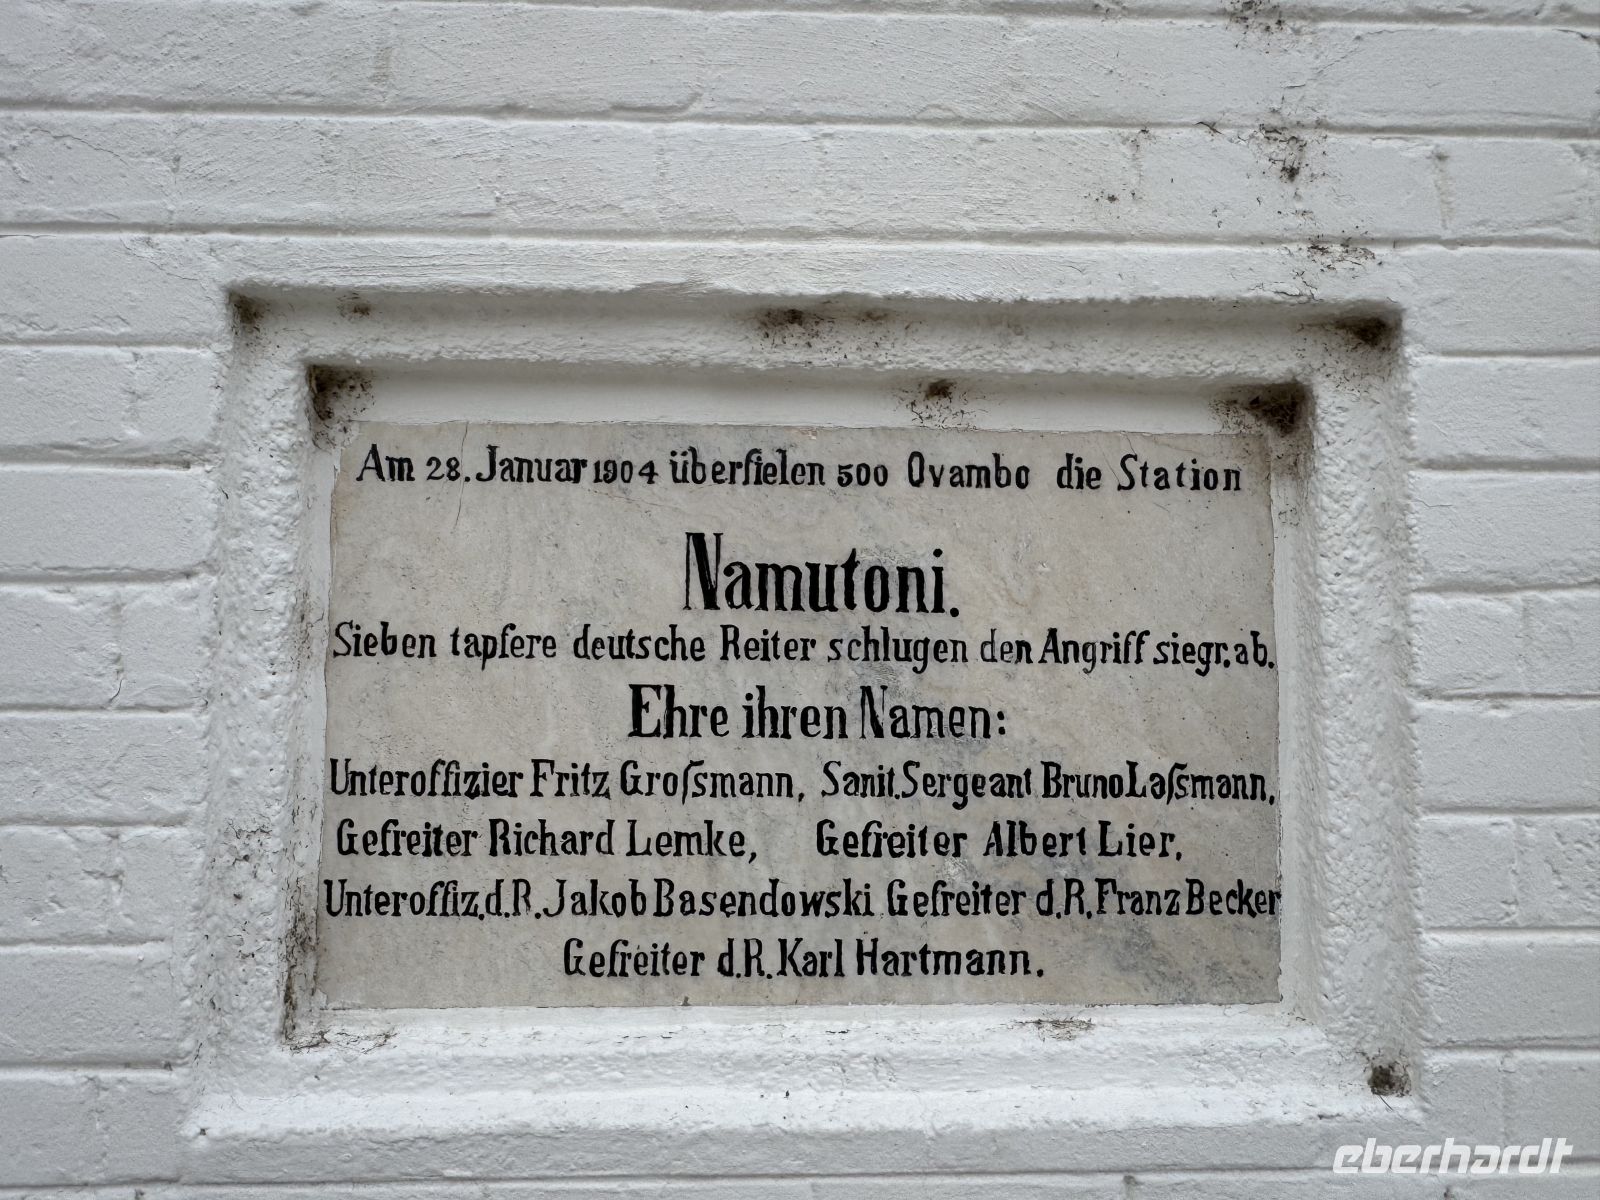 Am 28. Januar 1904 überfielen 500 Ovambo die Station
Namutoni.
Sieben tapfere deutsche Reiter schlugen den Angriff siegr. ab.
Ehre ihren Namen:
Unteroffizier Fritz Groſsmann, Sanit. Sergeant Bruno Laſsmann,
Gefreiter Richard Lemke, Gefreiter Albert Lier,
Unteroffiz. d. R. Jakob Basendowski Gefreiter d. R. Franz Becker
Gefreiter d. R. Karl Hartmann.
eberhardt